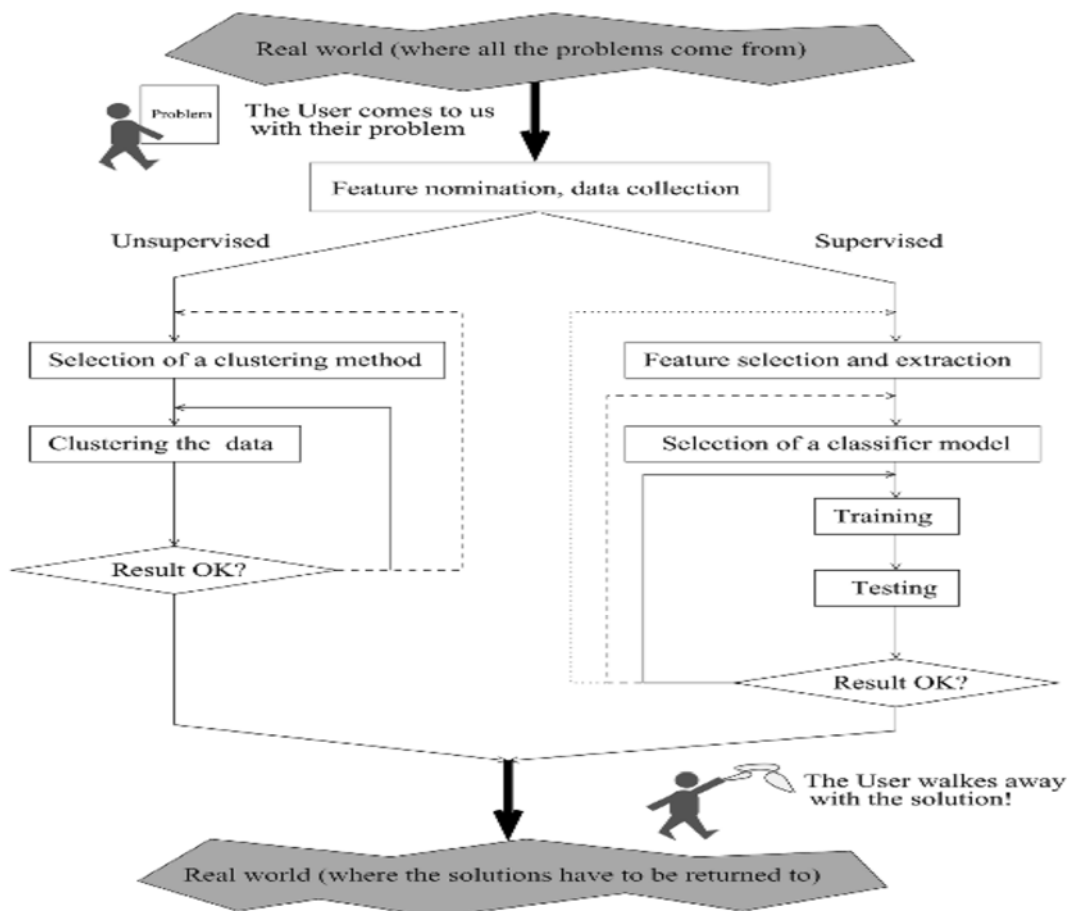 Real world (where all the problems come from)
Problem
The User comes to us
with their problem
Feature nomination, data collection
Unsupervised
Supervised
Selection of a clustering method
Feature selection and extraction
Clustering the data
Selection of a classifier model
Training
Result OK?
Testing
Result OK?
The User walkes away
with the solution!
Real world (where the solutions have to be returned to)